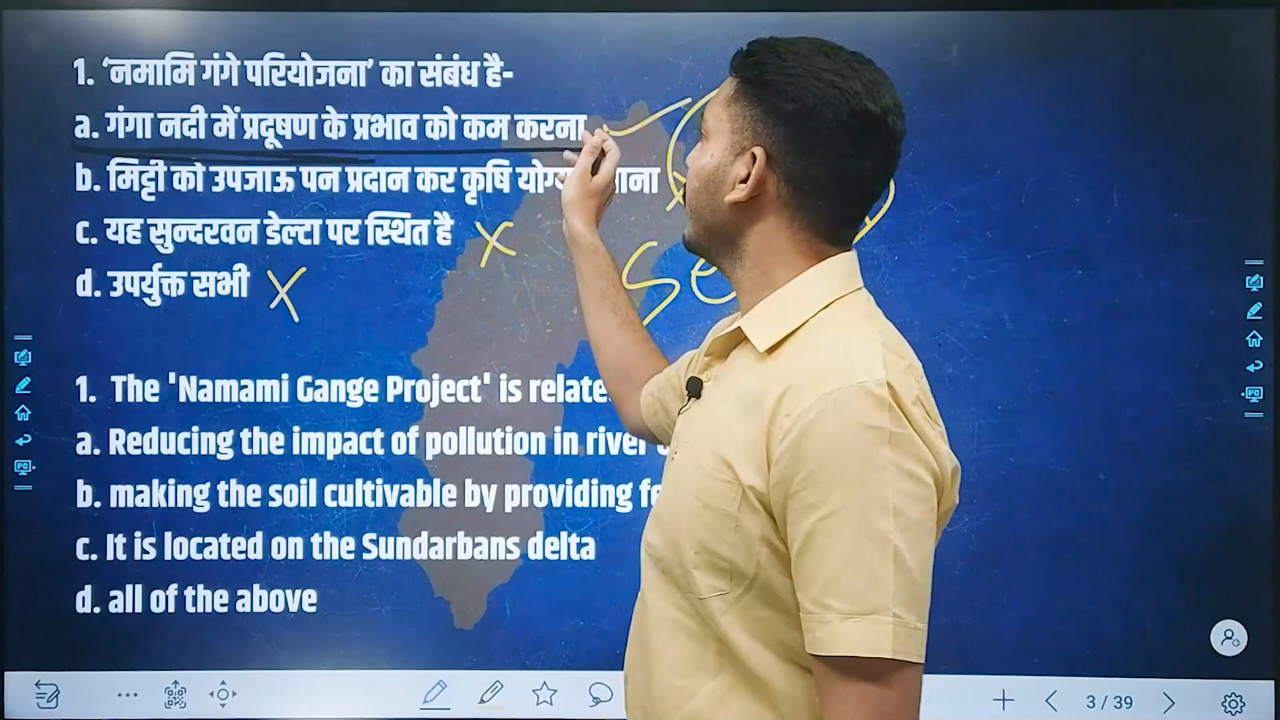 1. ‘नमामि गंगे परियोजना’ का संबंध है-
a. गंगा नदी में प्रदूषण के प्रभाव को कम करना
b. मिट्टी को उपजाऊ पन प्रदान कर कृषि
c. यह सुन्दरवन डेल्टा पर स्थित है x
d. उपर्युक्त सभी x
1. The 'Namami Gange Project' is
a. Reducing the impact of pollution in river
b. making the soil cultivable by providing
c. It is located on the Sundarbans delta
d. all of the above
3 / 39